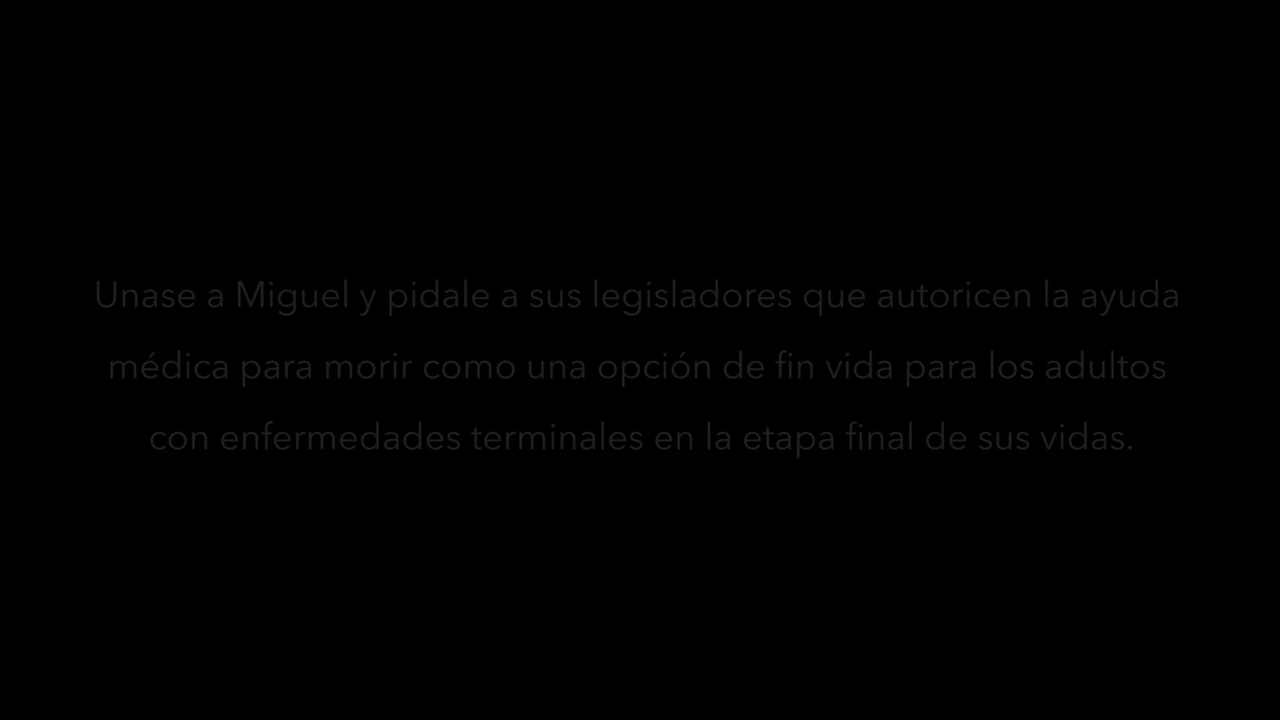 Unase a Miguel y pidale a sus legisladores que autoricen la ayuda
médica para morir como una opción de fin vida para los adultos
con enfermedades terminales en la etapa final de sus vidas.